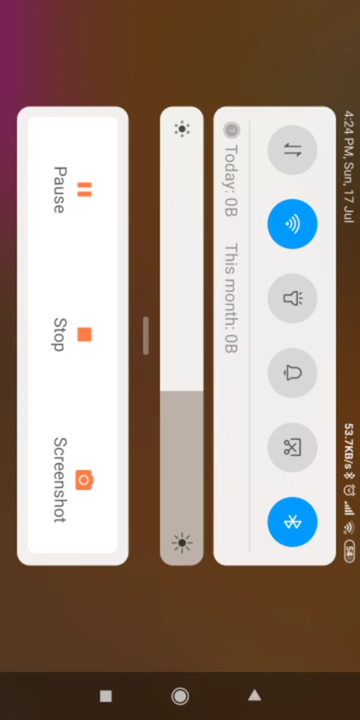 4:24 PM, Sun, 17 Jul 53.7KB/s 54
Today: 0B This month: 0B
Pause Stop Screenshot